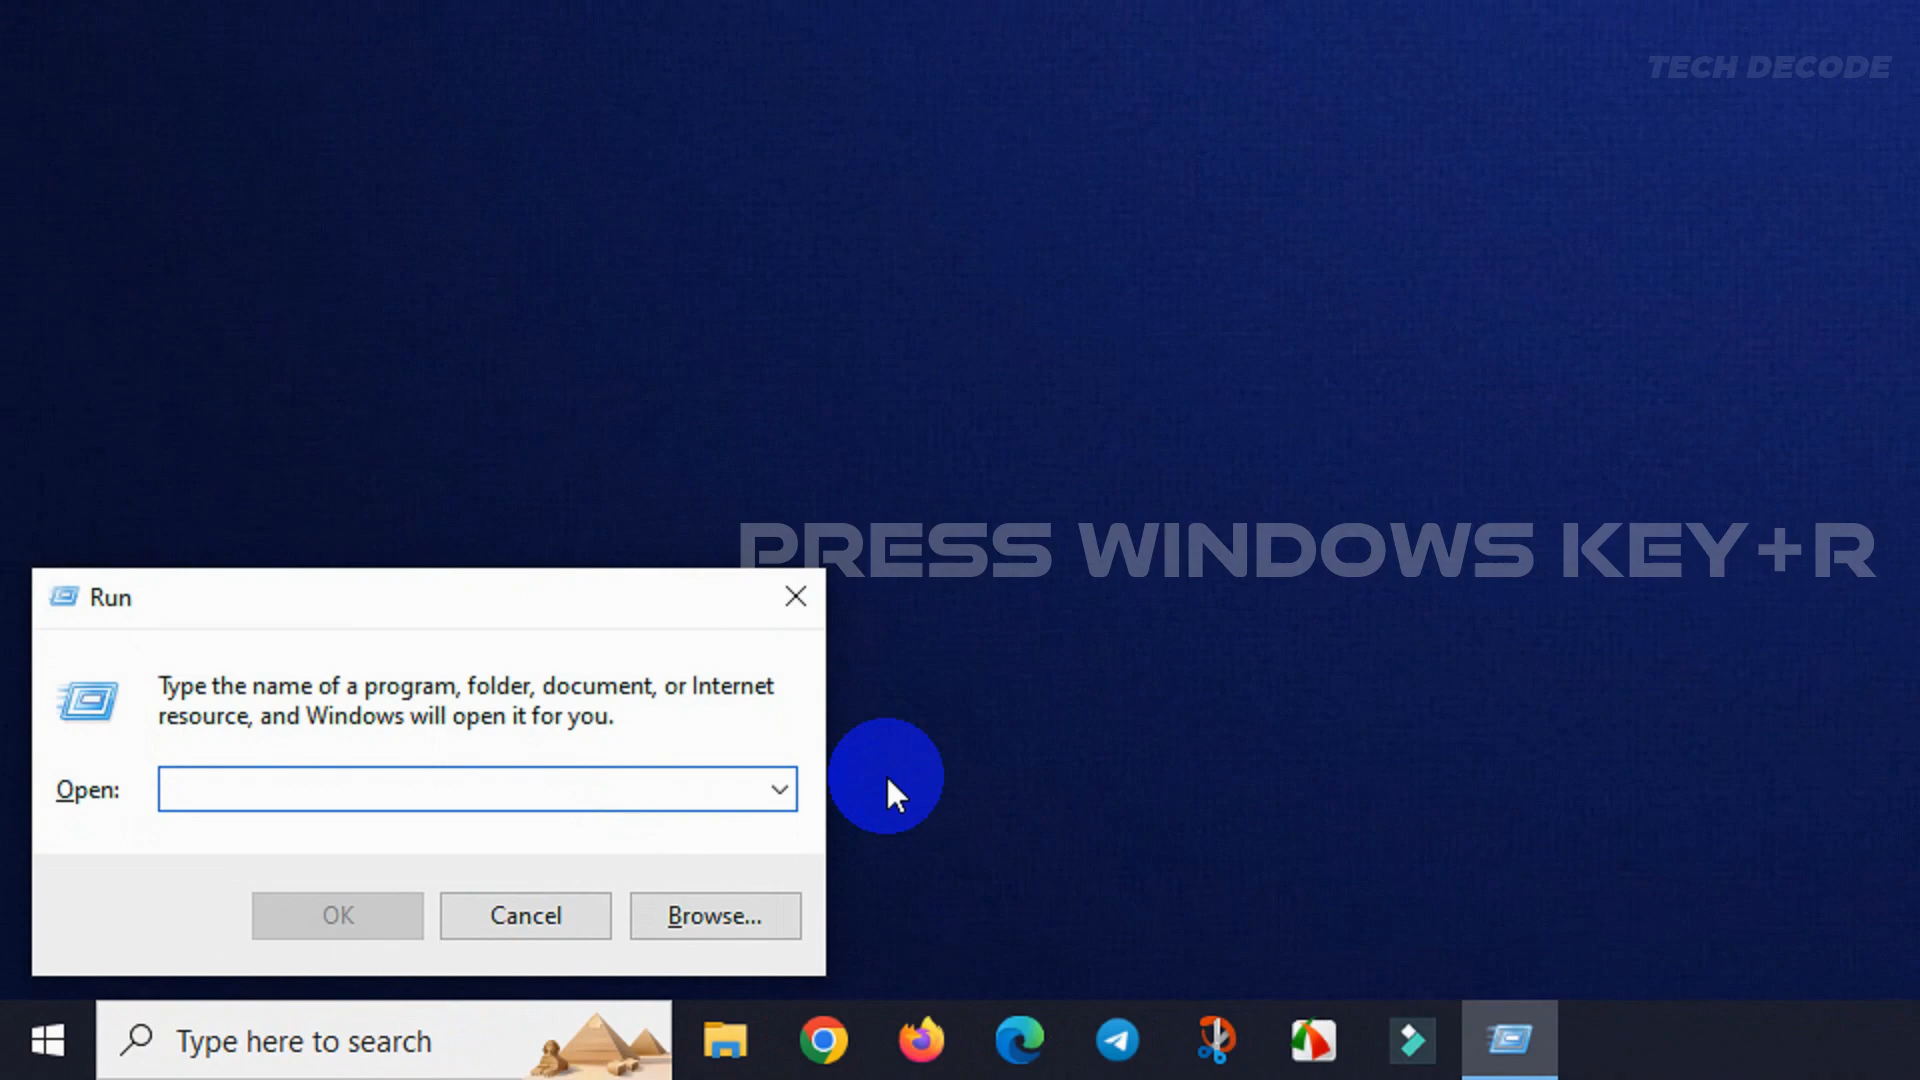 TECH DECODE
PRESS WINDOWS KEY+R
Run
Type the name of a program, folder, document, or Internet
resource, and Windows will open it for you.
Open:
OK
Cancel
Browse...
Type here to search